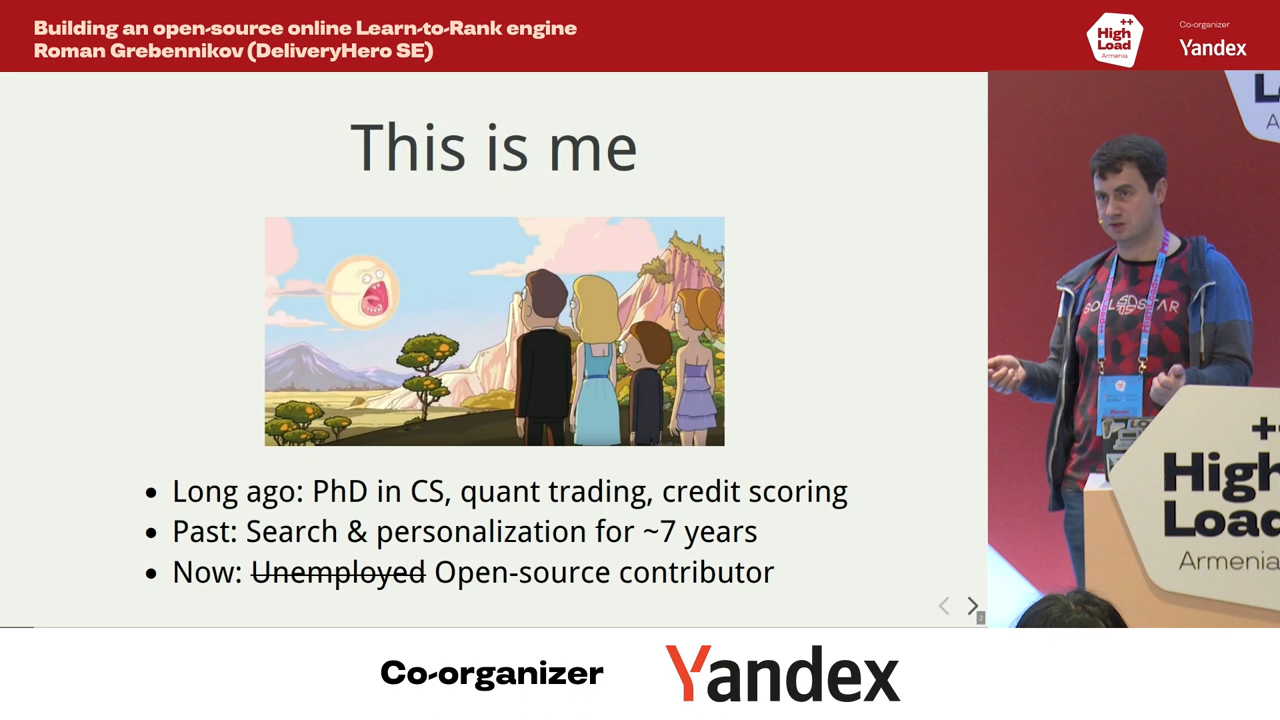 Building an open-source online Learn-to-Rank engine
Roman Grebennikov (DeliveryHero SE)
++
High
Load
Armenia
Co-organizer
Yandex
This is me
• Long ago: PhD in CS, quant trading, credit scoring
• Past: Search & personalization for ~7 years
• Now: Unemployed Open-source contributor
++
High
Load
Armenia
Co-organizer
Yandex